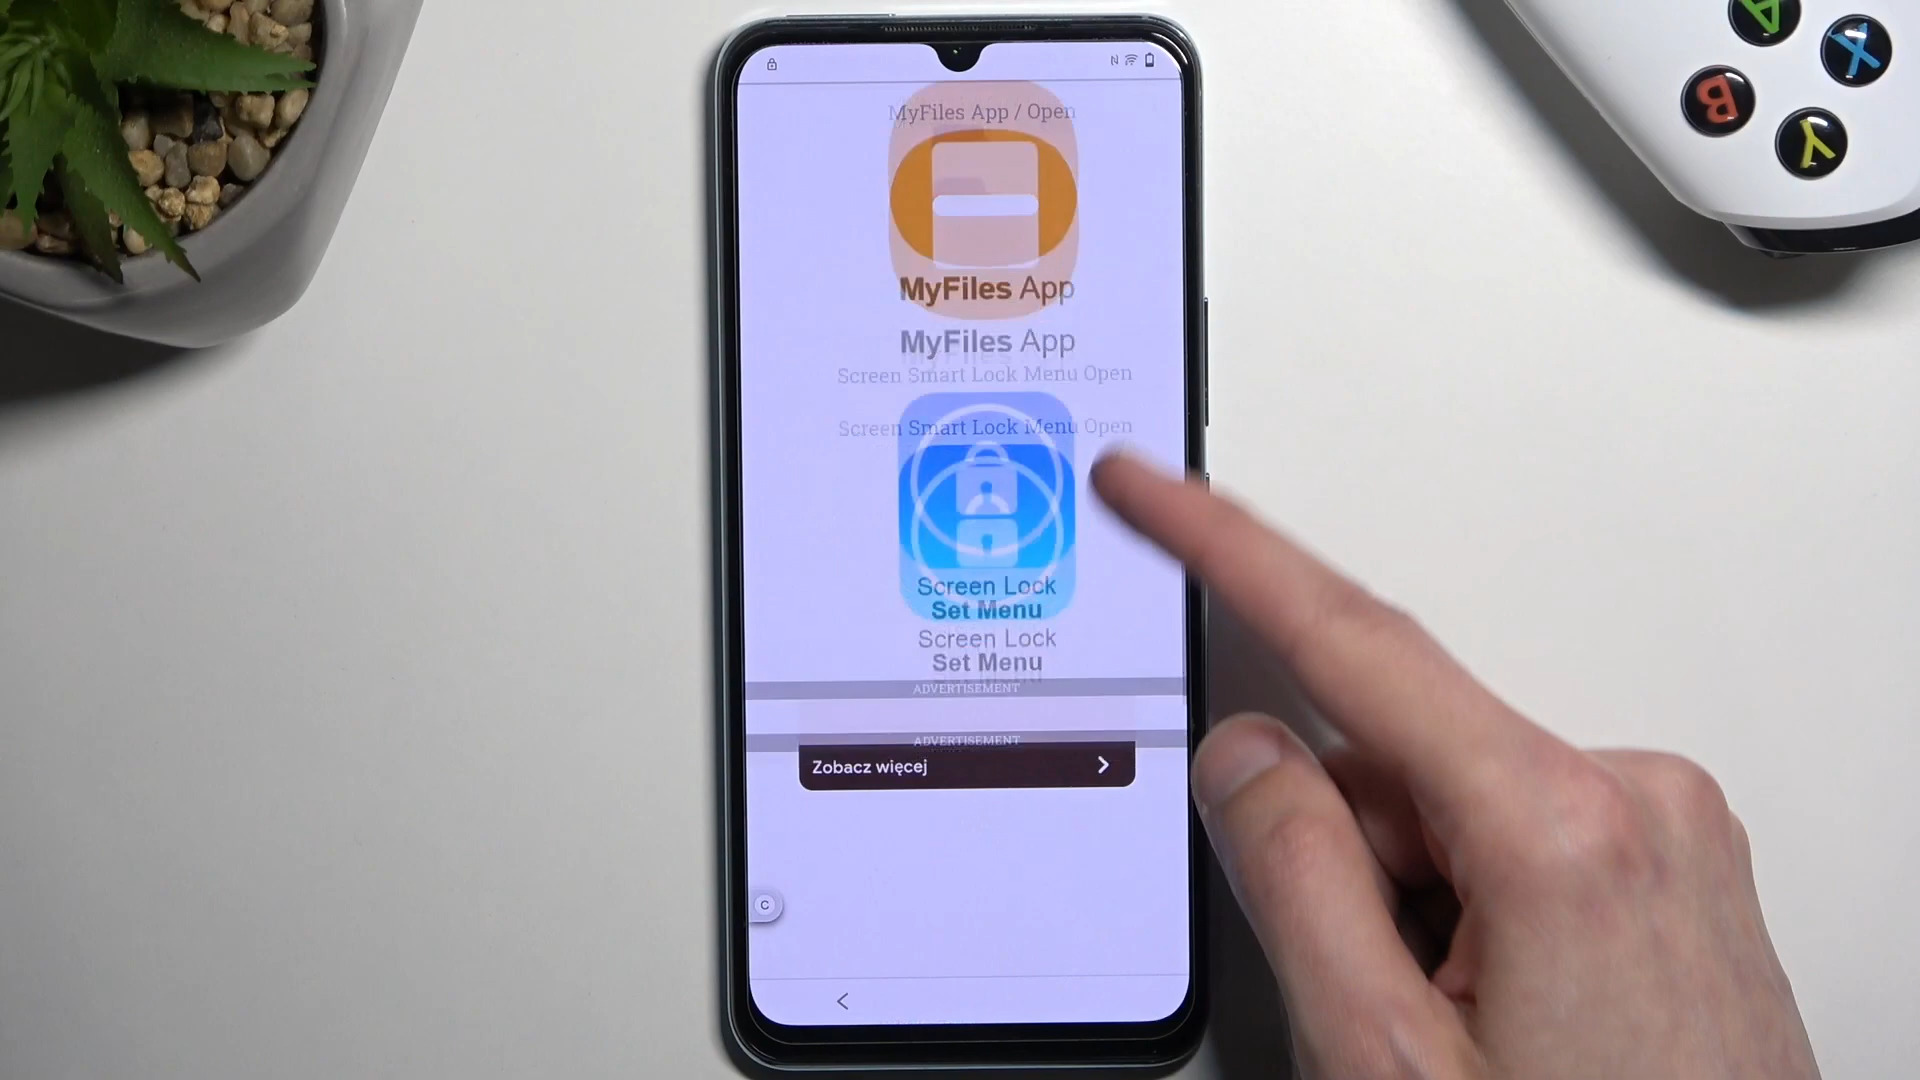 MyFiles App / Open
MyFiles App
MyFiles App
Screen Smart Lock Menu Open
Screen Smart Lock Menu Open
Screen Lock
Set Menu
Screen Lock
Set Menu
ADVERTISEMENT
ADVERTISEMENT
Zobacz więcej
C
A
X
B
Y